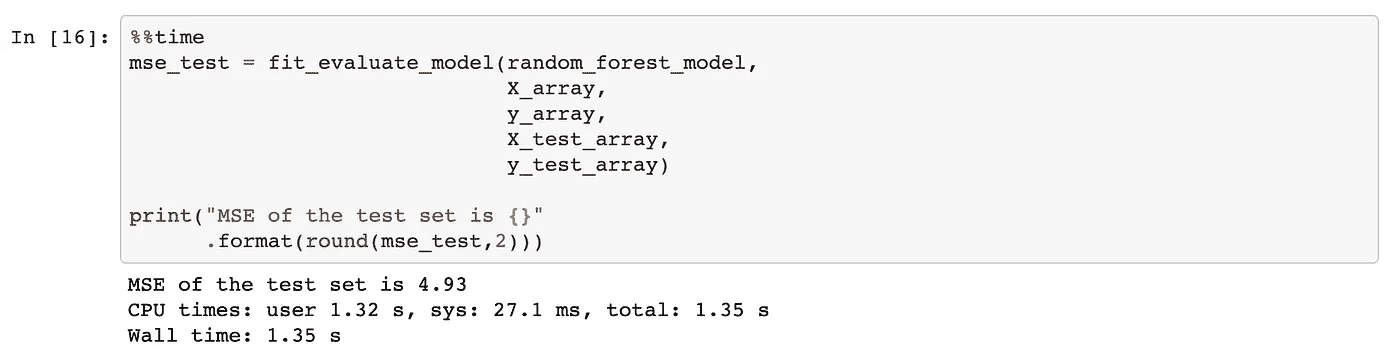 In [16]: %%time
mse_test = fit_evaluate_model(random_forest_model,
X_array,
y_array,
X_test_array,
y_test_array)
print("MSE of the test set is {}"
.format(round(mse_test,2)))
MSE of the test set is 4.93
CPU times: user 1.32 s, sys: 27.1 ms, total: 1.35 s
Wall time: 1.35 s